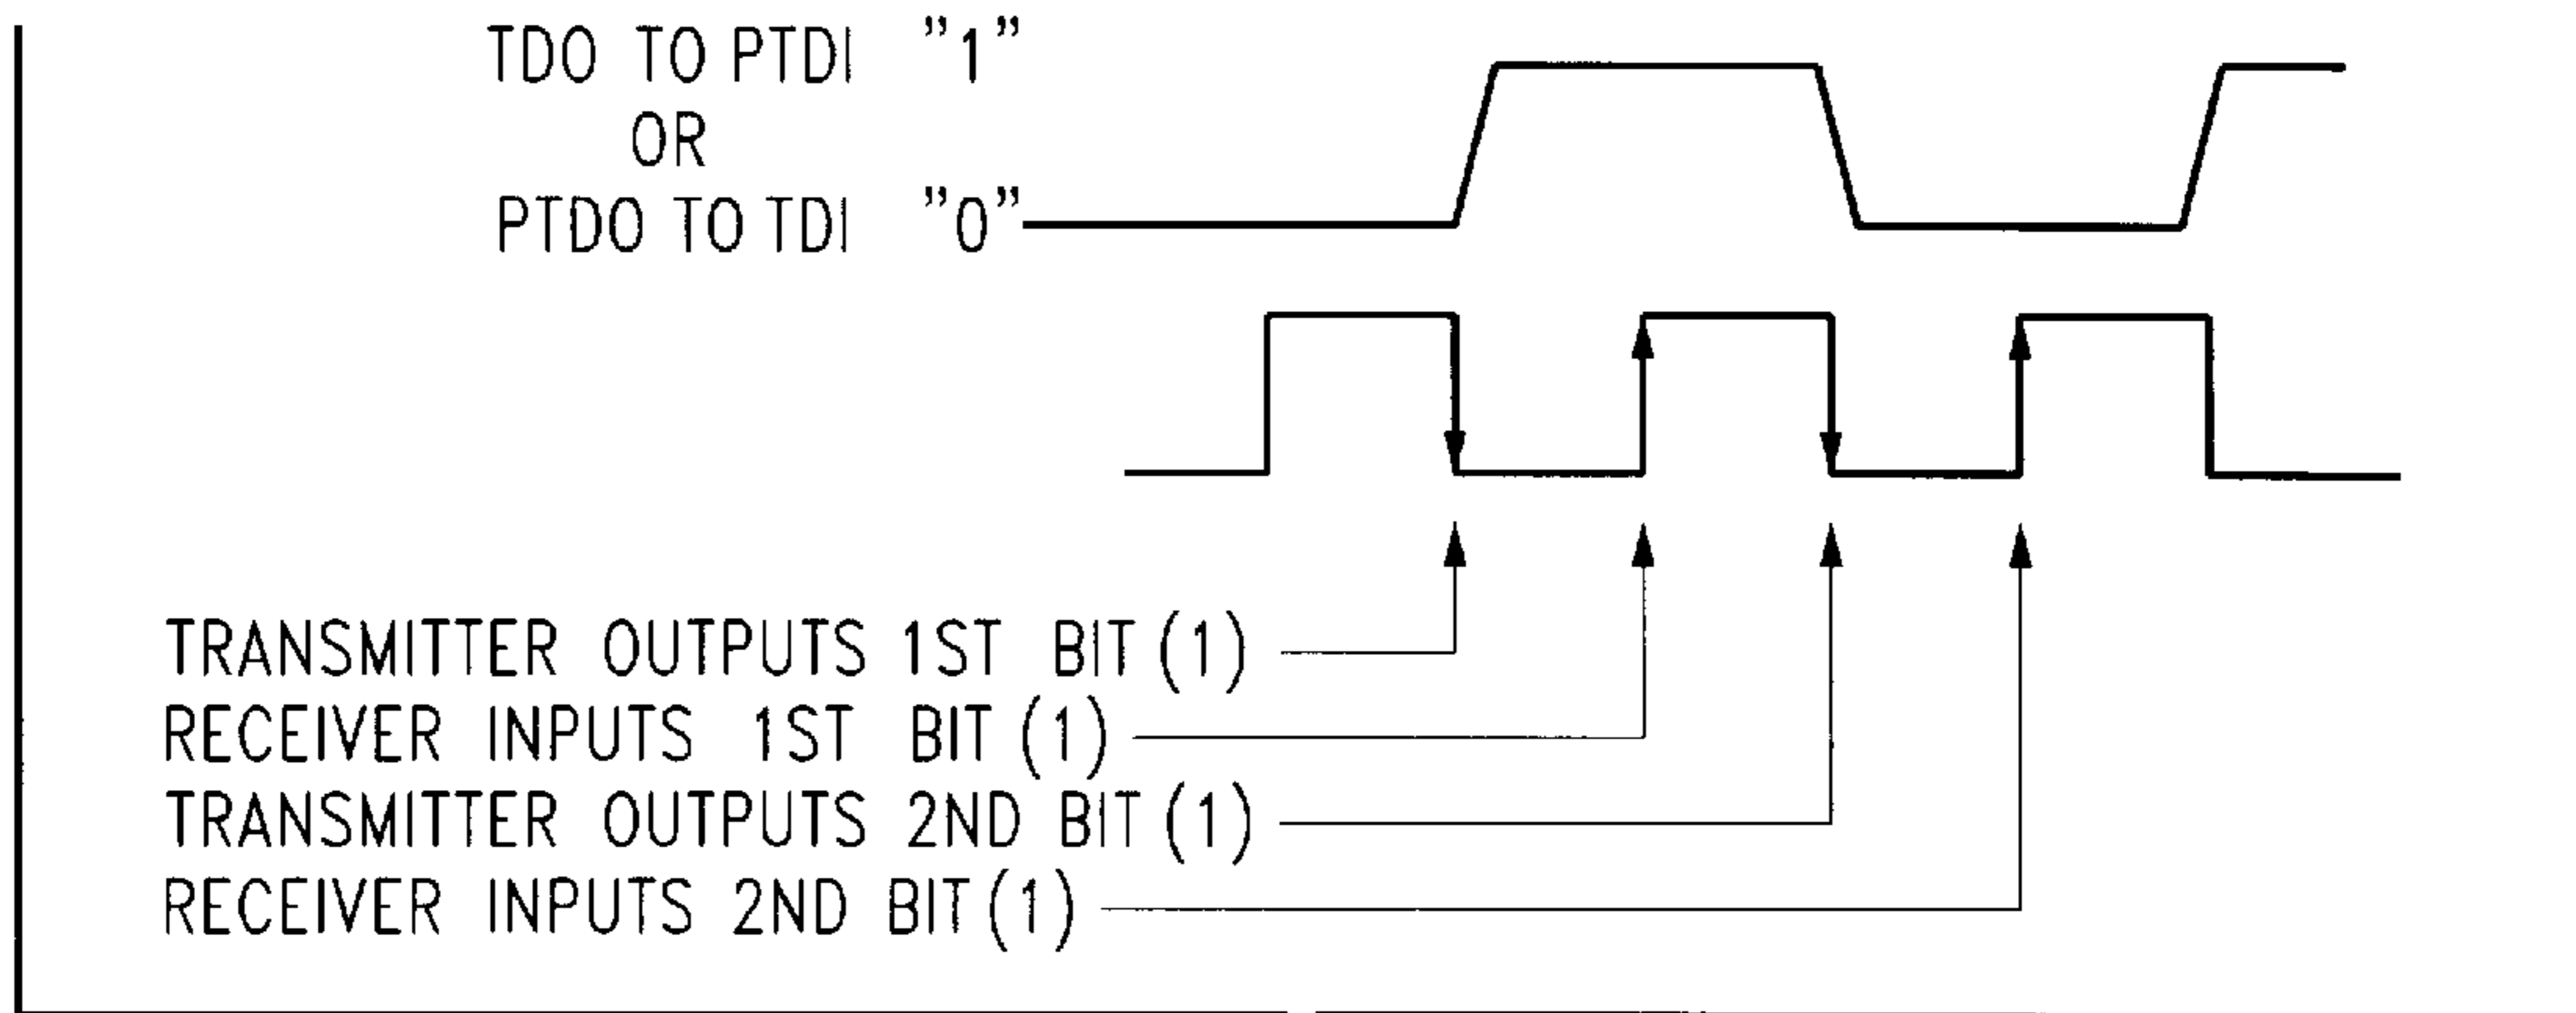 TDO TO PTDI "1"
OR
PTDO TO TDI "0"
TRANSMITTER OUTPUTS 1ST BIT (1)
RECEIVER INPUTS 1ST BIT (1)
TRANSMITTER OUTPUTS 2ND BIT (1)
RECEIVER INPUTS 2ND BIT (1)